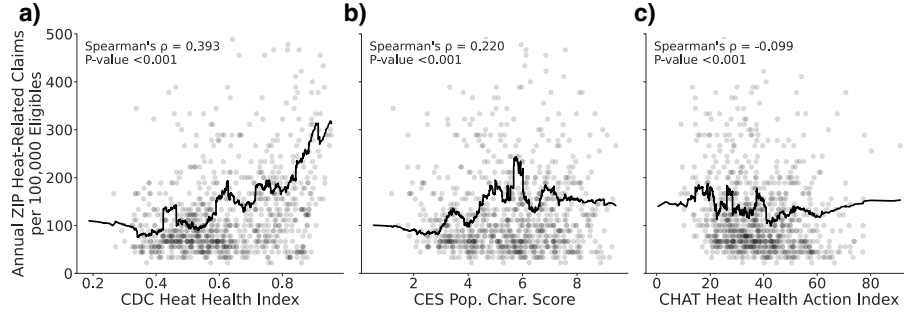 a)
b)
c)
Spearman's ρ = 0.393
P-value <0.001
Spearman's ρ = 0.220
P-value <0.001
Spearman's ρ = -0.099
P-value <0.001
Annual ZIP Heat-Related Claims
per 100,000 Eligibles
500
400
300
200
100
0
0.2 0.4 0.6 0.8
2 4 6 8
0 20 40 60 80
CDC Heat Health Index
CES Pop. Char. Score
CHAT Heat Health Action Index